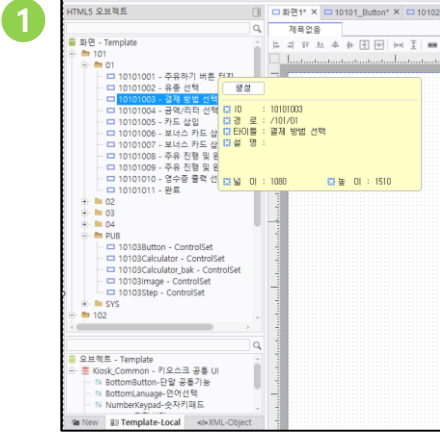 1
HTML5 오브젝트
화면1* × 10101_Button* × 10102
제목없음
화면 - Template
101
01
10101001 - 주유하기 버튼 터치
10101002 - 유종 선택
10101003 - 결제 방법 선택
10101004 - 금액/리터 선택
10101005 - 카드 삽입
10101006 - 보너스 카드 삽
10101007 - 보너스 카드 삽
10101008 - 주유 진행 및 완
10101009 - 주유 진행 및 완
10101010 - 영수증 출력 선
10101011 - 완료
생성
ID : 10101003
경 로 : /101/01
타이틀 : 결제 방법 선택
설 명 :
넓 이 : 1080 높 이 : 1510
02
03
04
PUB
10103Button - ControlSet
10103Calculator - ControlSet
10103Calculator_bak - ControlSet
10103Image - ControlSet
10103Step - ControlSet
SYS
102
오브젝트 - Template
Kiosk_Common - 키오스크 공통 UI
BottomButton-단말 공통기능
BottomLanuage-언어선택
NumberKeypad-숫자키패드
New Template-Local XML-Object